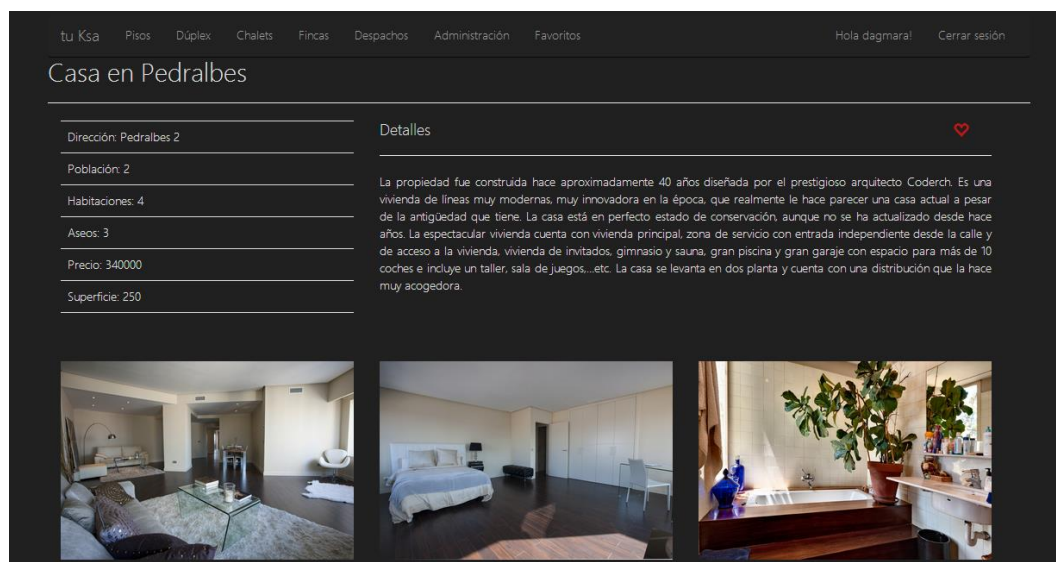 tu Ksa Pisos Dúplex Chalets Fincas Despachos Administración Favoritos Hola dagmara! Cerrar sesión
Casa en Pedralbes
Dirección: Pedralbes 2
Población: 2
Habitaciones: 4
Aseos: 3
Precio: 340000
Superficie: 250
Detalles
La propiedad fue construida hace aproximadamente 40 años diseñada por el prestigioso arquitecto Coderch. Es una
vivienda de líneas muy modernas, muy innovadora en la época, que realmente le hace parecer una casa actual a pesar
de la antigüedad que tiene. La casa está en perfecto estado de conservación, aunque no se ha actualizado desde hace
años. La espectacular vivienda cuenta con vivienda principal, zona de servicio con entrada independiente desde la calle y
de acceso a la vivienda, vivienda de invitados, gimnasio y sauna, gran piscina y gran garaje con espacio para más de 10
coches e incluye un taller, sala de juegos,...etc. La casa se levanta en dos planta y cuenta con una distribución que la hace
muy acogedora.